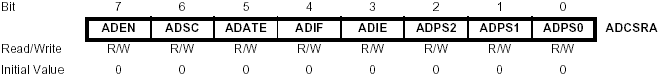 Bit 7 6 5 4 3 2 1 0
ADEN ADSC ADATE ADIF ADIE ADPS2 ADPS1 ADPS0 ADCSRA
Read/Write R/W R/W R/W R/W R/W R/W R/W R/W
Initial Value 0 0 0 0 0 0 0 0